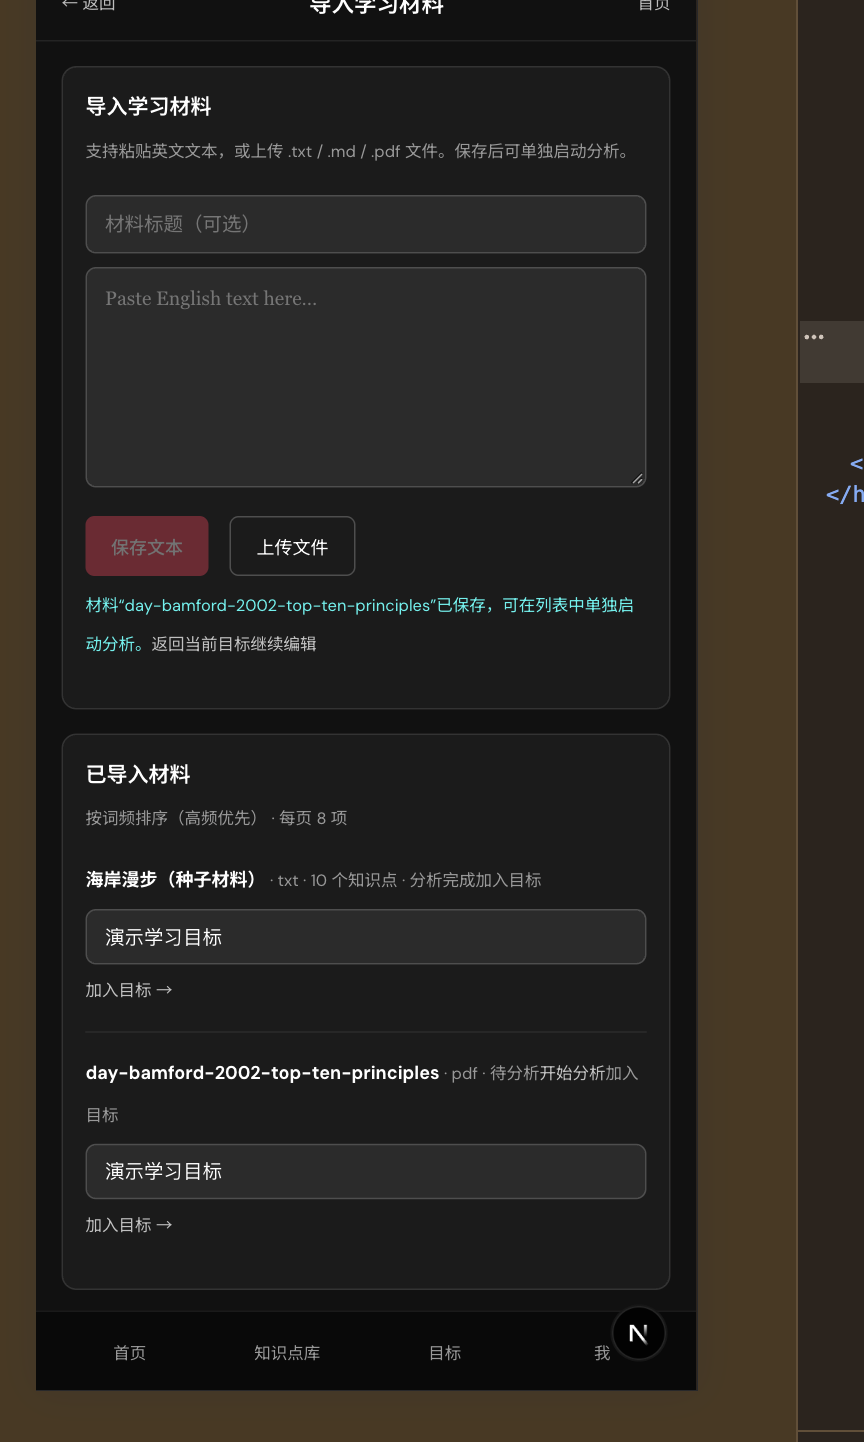 ← 返回
导入学习材料
首页
导入学习材料
支持粘贴英文文本，或上传 .txt / .md / .pdf 文件。保存后可单独启动分析。
材料标题（可选）
Paste English text here...
保存文本
上传文件
材料“day-bamford-2002-top-ten-principles”已保存，可在列表中单独启
动分析。返回当前目标继续编辑
已导入材料
按词频排序（高频优先） · 每页 8 项
海岸漫步（种子材料） · txt · 10 个知识点 · 分析完成加入目标
演示学习目标
加入目标 →
day-bamford-2002-top-ten-principles · pdf · 待分析开始分析加入
目标
演示学习目标
加入目标 →
首页
知识点库
目标
我
N
•••
<
</h